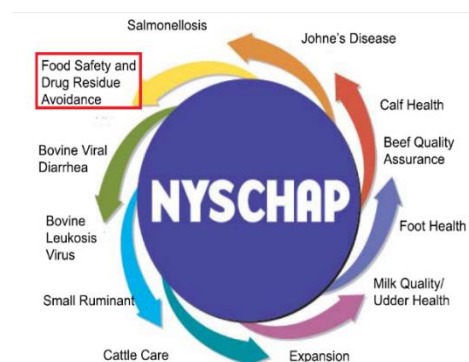 Salmonellosis
Johne's Disease
Food Safety and
Drug Residue
Avoidance
Calf Health
Beef Quality
Assurance
Bovine Viral
Diarrhea
NYSCHAP
Bovine
Leukosis
Virus
Foot Health
Small Ruminant
Milk Quality/
Udder Health
Cattle Care
Expansion